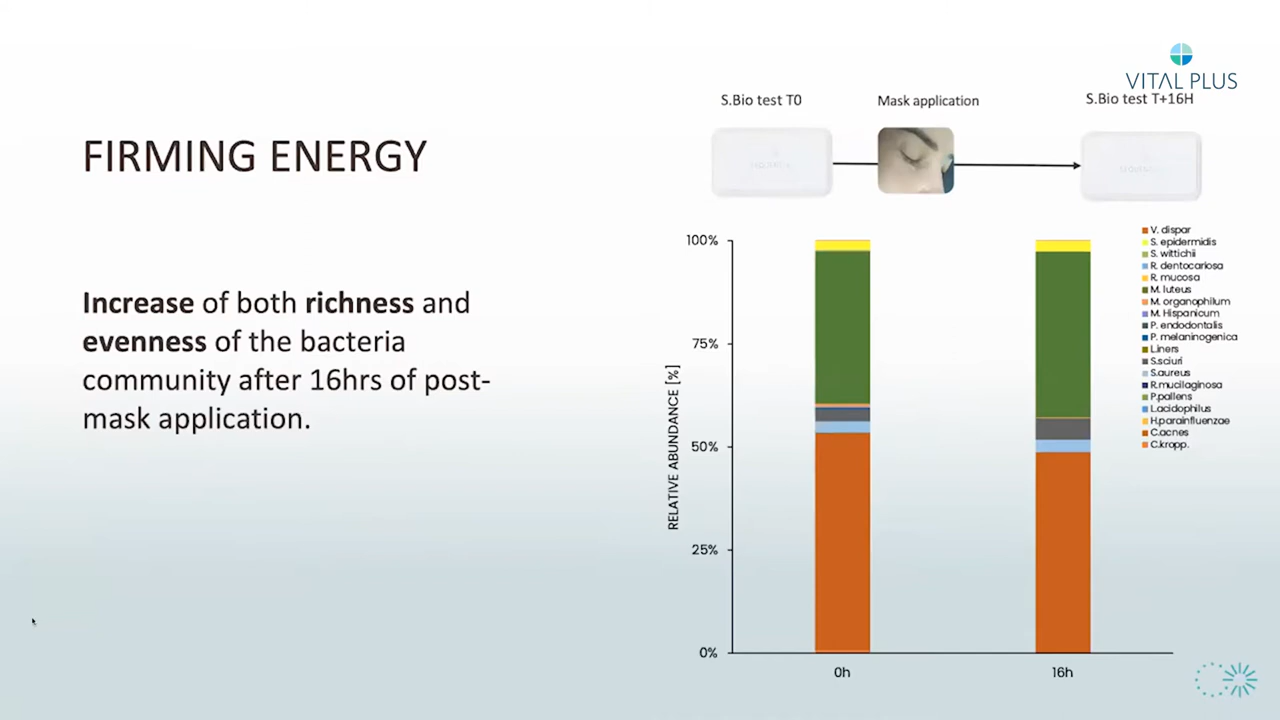 VITAL PLUS
S.Bio test T0
Mask application
S.Bio test T+16H
FIRMING ENERGY
Increase of both richness and
evenness of the bacteria
community after 16hrs of post-
mask application.
RELATIVE ABUNDANCE [%]
100%
75%
50%
25%
0%
0h
16h
V. dispar
S. epidermidis
S. wittichii
R. dentocariosa
R. mucosa
M. luteus
M. organophilum
M. Hispanicum
P. endodontalis
P. melaninogenica
L.iners
S.sciuri
S.aureus
R.mucilaginosa
P.pallens
L.acidophilus
H.parainfluenzae
C.acnes
C.kropp.